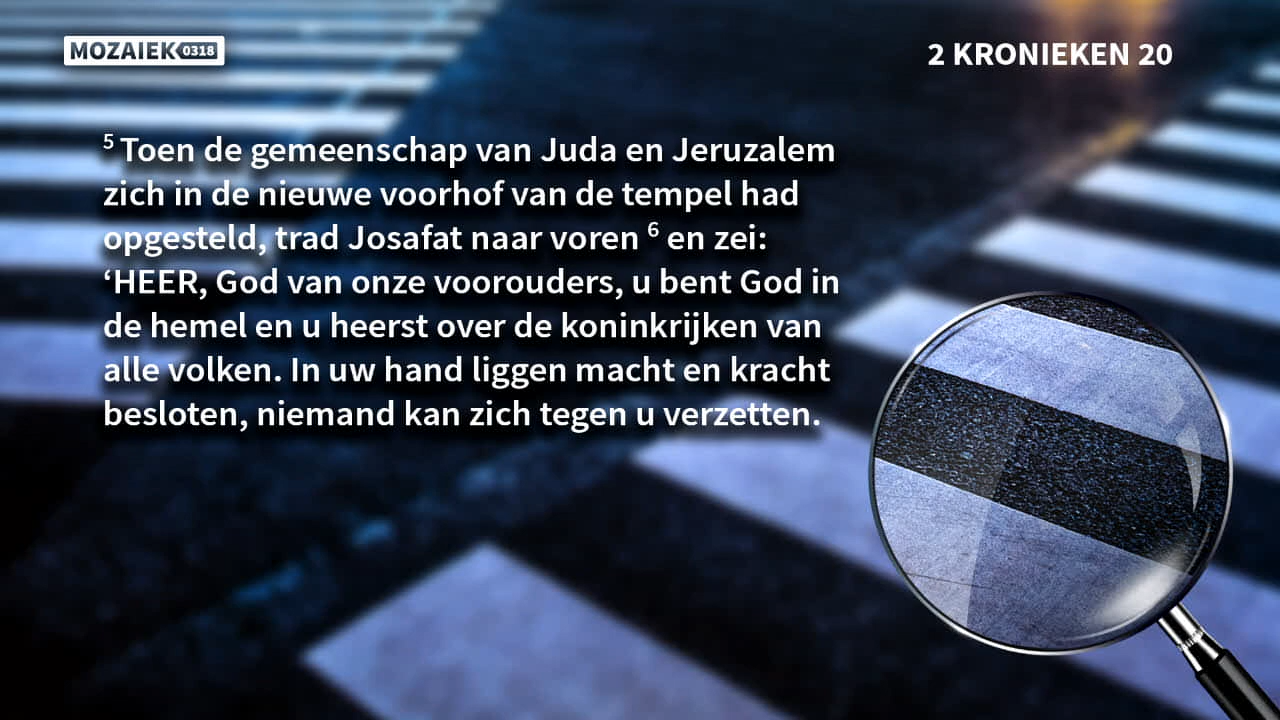 MOZAIEK 0318
2 KRONIEKEN 20
5 Toen de gemeenschap van Juda en Jeruzalem
zich in de nieuwe voorhof van de tempel had
opgesteld, trad Josafat naar voren 6 en zei:
‘HEER, God van onze voorouders, u bent God in
de hemel en u heerst over de koninkrijken van
alle volken. In uw hand liggen macht en kracht
besloten, niemand kan zich tegen u verzetten.